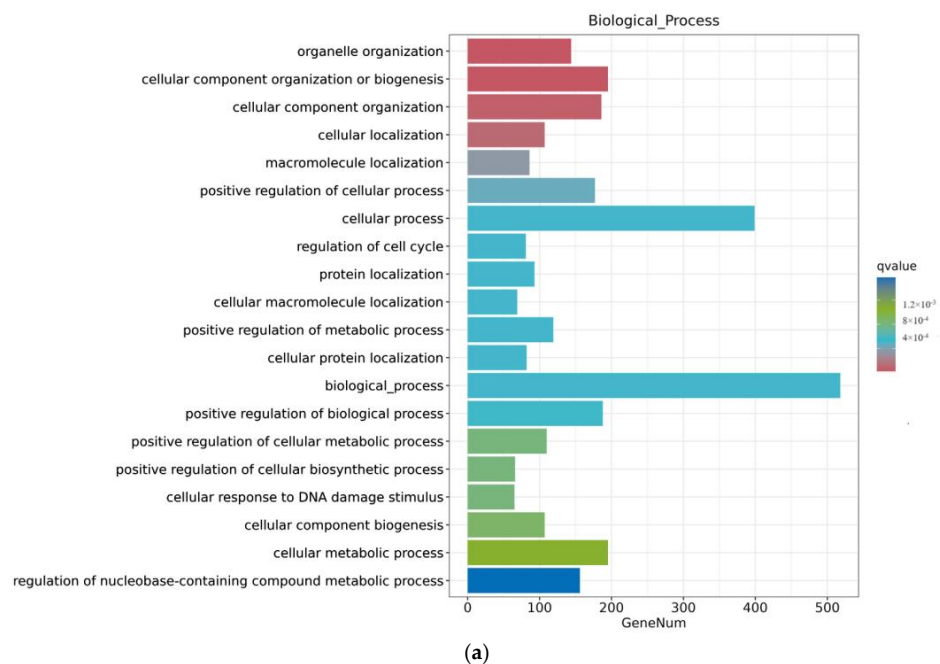 Biological_Process
organelle organization
cellular component organization or biogenesis
cellular component organization
cellular localization
macromolecule localization
positive regulation of cellular process
cellular process
regulation of cell cycle
protein localization
cellular macromolecule localization
positive regulation of metabolic process
cellular protein localization
biological_process
positive regulation of biological process
positive regulation of cellular metabolic process
positive regulation of cellular biosynthetic process
cellular response to DNA damage stimulus
cellular component biogenesis
cellular metabolic process
regulation of nucleobase-containing compound metabolic process
0 100 200 300 400 500
GeneNum
qvalue
1.2×10⁻³
8×10⁻⁴
4×10⁻⁴
(a)